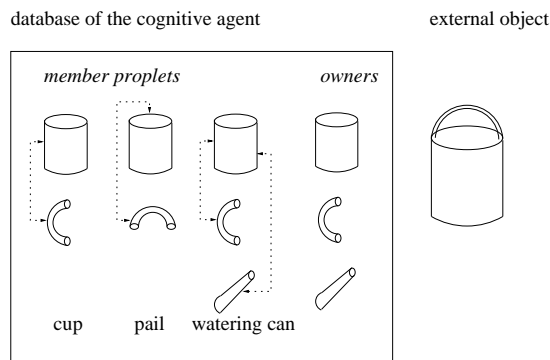 database of the cognitive agent external object
member proplets owners
cup pail watering can